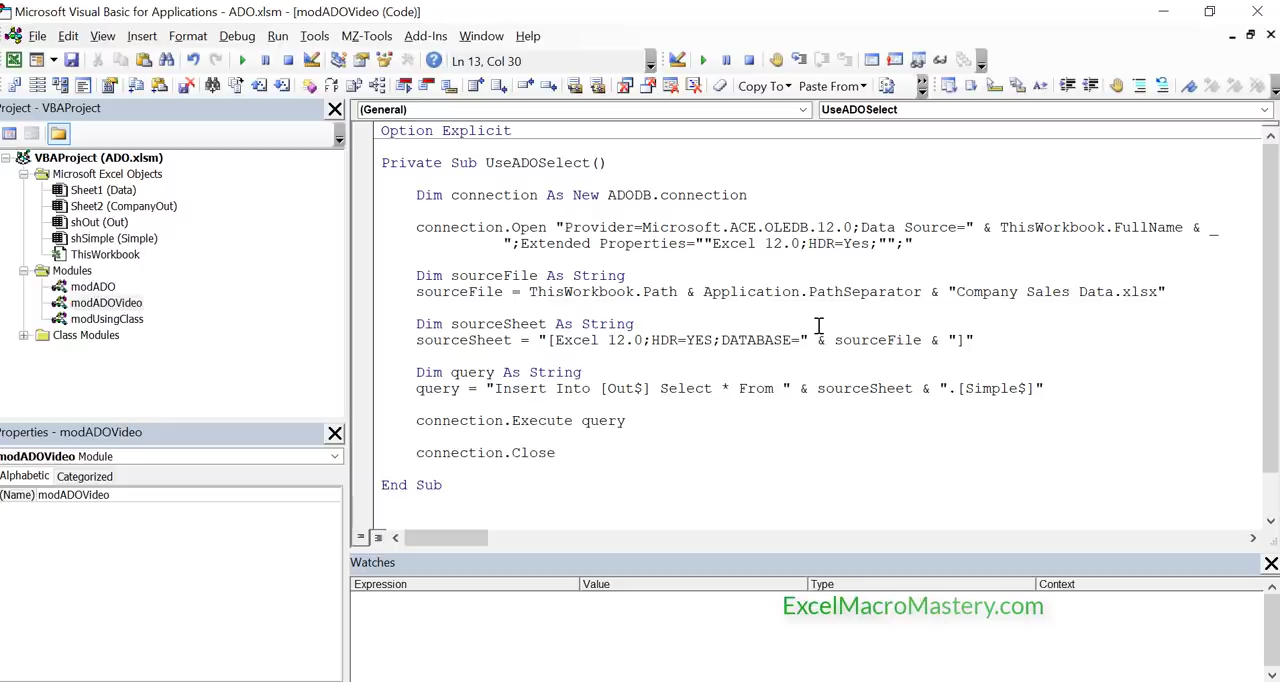 Microsoft Visual Basic for Applications - ADO.xlsm - [modADOVideo (Code)]
File Edit View Insert Format Debug Run Tools MZ-Tools Add-Ins Window Help
Ln 13, Col 30
Copy To Paste From
Project - VBAProject
(General) UseADOSelect
VBAProject (ADO.xlsm)
Microsoft Excel Objects
Sheet1 (Data)
Sheet2 (CompanyOut)
shOut (Out)
shSimple (Simple)
ThisWorkbook
Modules
modADO
modADOVideo
modUsingClass
Class Modules
Properties - modADOVideo
modADOVideo Module
Alphabetic Categorized
(Name) modADOVideo
Option Explicit
Private Sub UseADOSelect()
Dim connection As New ADODB.connection
connection.Open "Provider=Microsoft.ACE.OLEDB.12.0;Data Source=" & ThisWorkbook.FullName & _
";Extended Properties=""Excel 12.0;HDR=Yes;"";"
Dim sourceFile As String
sourceFile = ThisWorkbook.Path & Application.PathSeparator & "Company Sales Data.xlsx"
Dim sourceSheet As String
sourceSheet = "[Excel 12.0;HDR=YES;DATABASE=" & sourceFile & "]"
Dim query As String
query = "Insert Into [Out$] Select * From " & sourceSheet & ".[Simple$]"
connection.Execute query
connection.Close
End Sub
Watches
Expression Value Type Context
ExcelMacroMastery.com